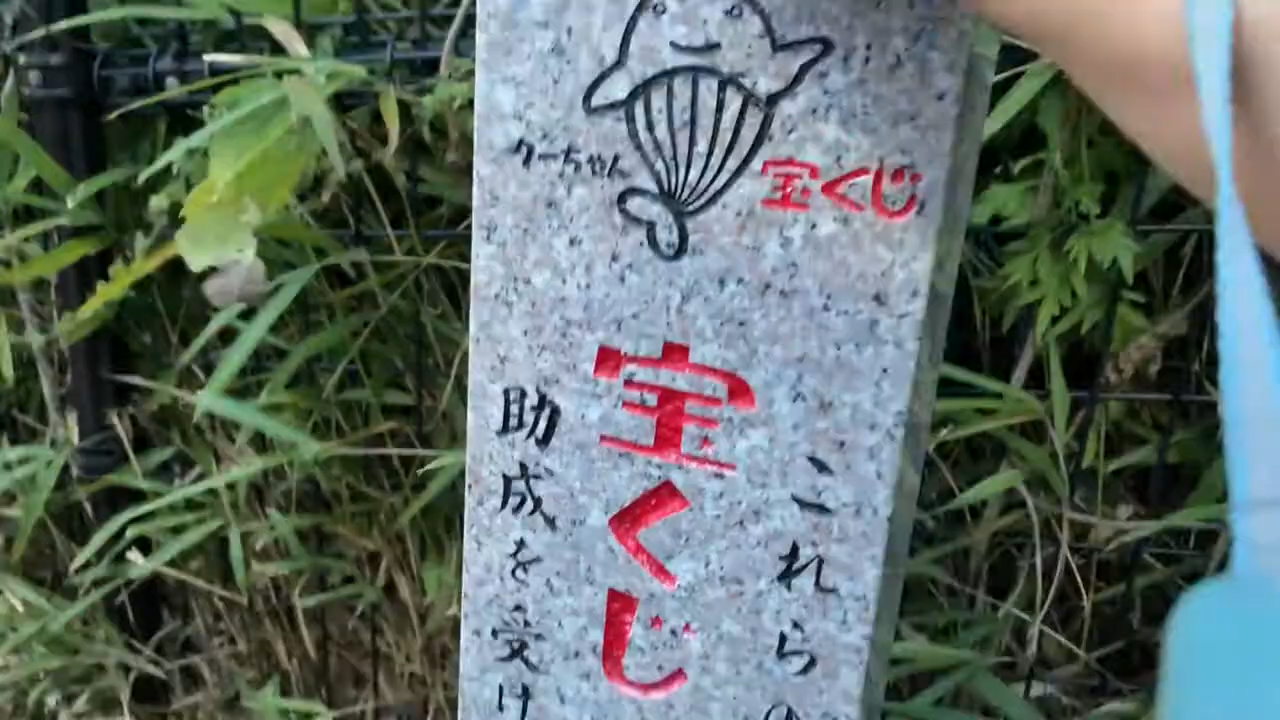 クーちゃん
宝くじ
これらの
宝くじ
助成を受け